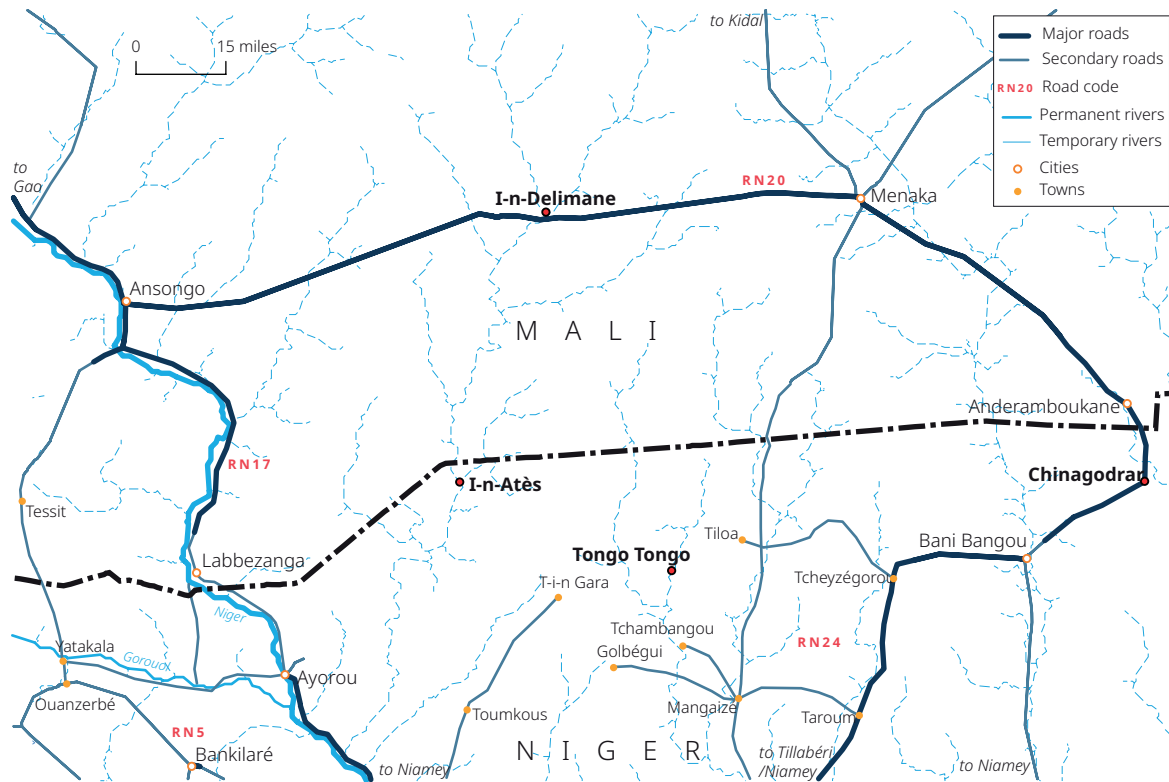 to Kidal
0 15 miles
Major roads
Secondary roads
RN20 Road code
Permanent rivers
Temporary rivers
Cities
Towns
to
Gao
RN20
I-n-Delimane
Menaka
Ansongo
M A L I
Anderamboukane
RN17
I-n-Atès
Chinagodrar
Tessit
Tiloa
Bani Bangou
Labbezanga
Tongo Tongo
T-i-n Gara
Tcheyzégorou
Niger
Tchambangou
RN24
Yatakala
Gorouol
Golbégui
Ayorou
Ouanzerbé
Mangaïzé
Toumkous
Taroum
RN5
Bankilaré
N I G E R
to Niamey
to Tillabéri
/Niamey
to Niamey